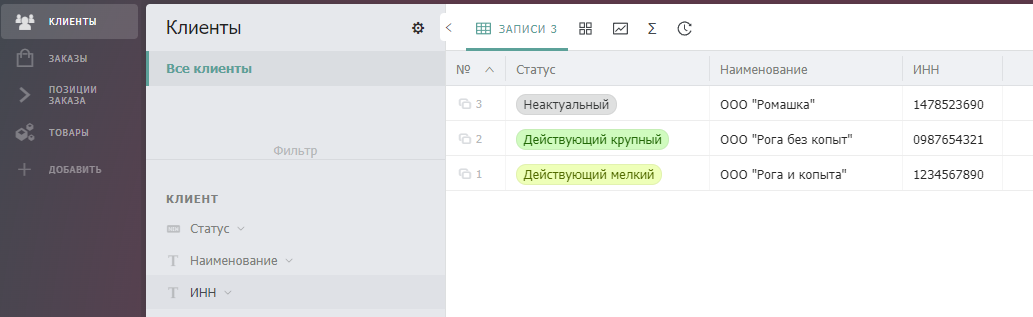 КЛИЕНТЫ
ЗАКАЗЫ
ПОЗИЦИИ
ЗАКАЗА
ТОВАРЫ
ДОБАВИТЬ
Клиенты
Все клиенты
Фильтр
КЛИЕНТ
Статус
Наименование
ИНН
ЗАПИСИ 3
№ Статус Наименование ИНН
3 Неактуальный ООО "Ромашка" 1478523690
2 Действующий крупный ООО "Рога без копыт" 0987654321
1 Действующий мелкий ООО "Рога и копыта" 1234567890